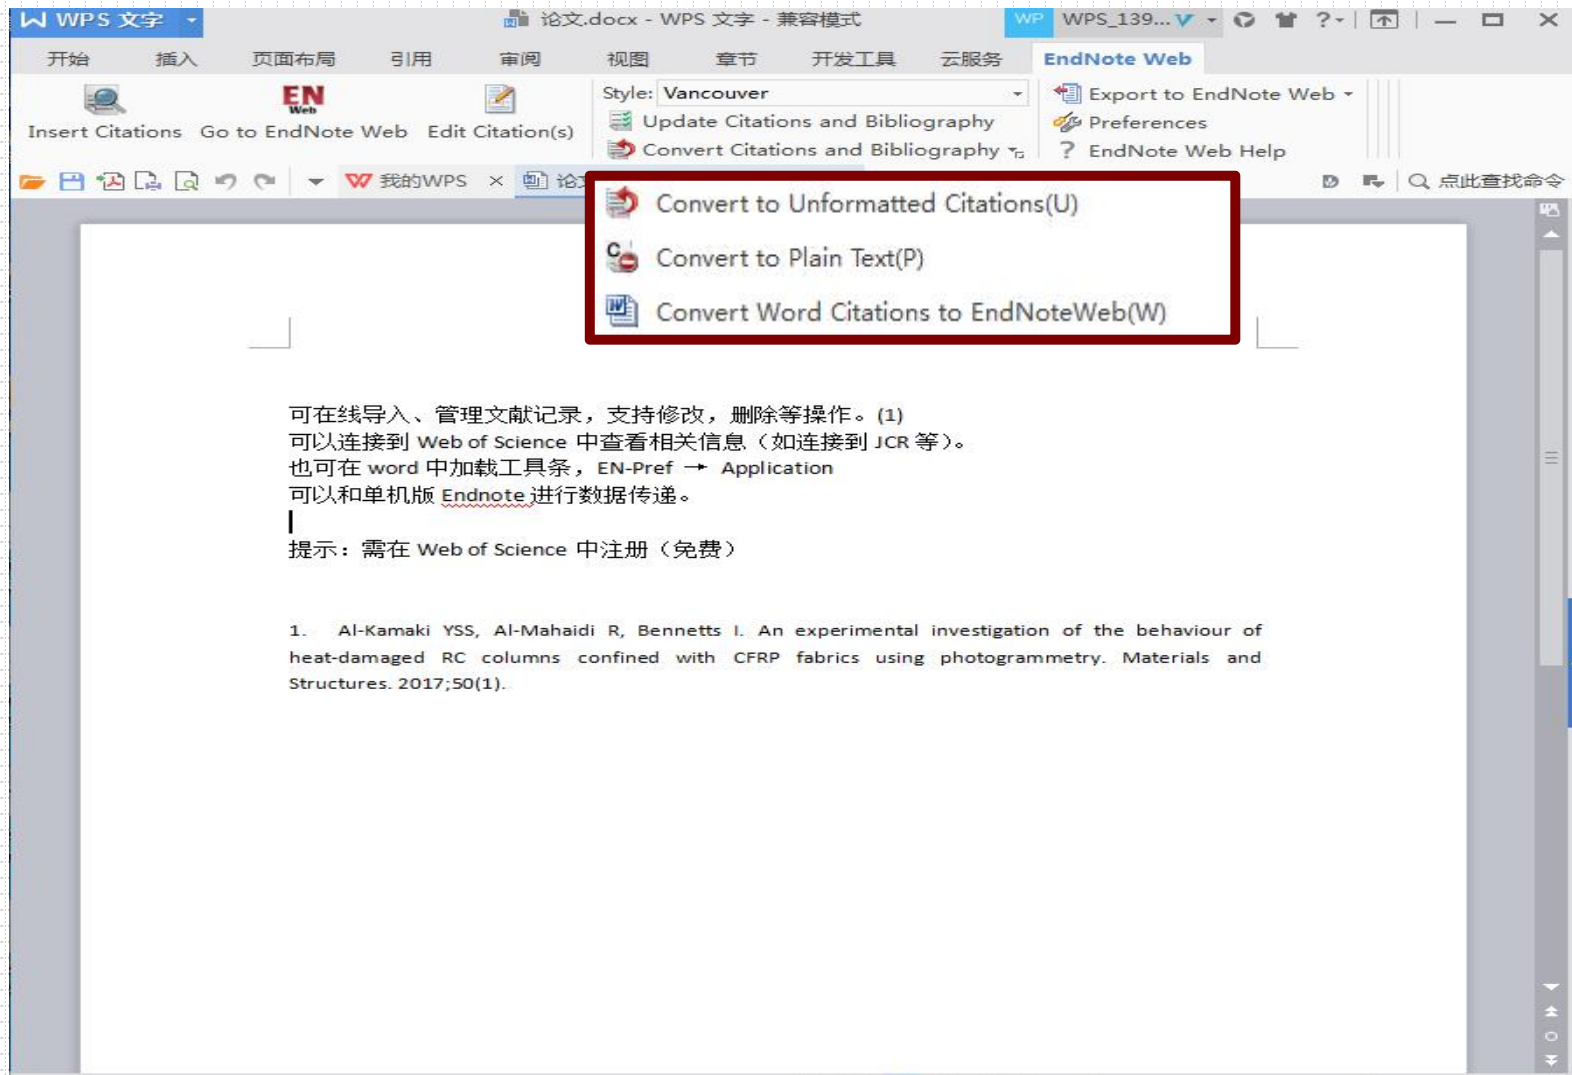 WPS 文字
论文.docx - WPS 文字 - 兼容模式
WP WPS_139...
开始 插入 页面布局 引用 审阅 视图 章节 开发工具 云服务 EndNote Web
Insert Citations
EN
Web
Go to EndNote Web
Edit Citation(s)
Style: Vancouver
Update Citations and Bibliography
Convert Citations and Bibliography
Export to EndNote Web
Preferences
? EndNote Web Help
我的WPS ×
点此查找命令
Convert to Unformatted Citations(U)
Convert to Plain Text(P)
Convert Word Citations to EndNoteWeb(W)
可在线导入、管理文献记录，支持修改，删除等操作。(1)
可以连接到 Web of Science 中查看相关信息（如连接到 JCR 等）。
也可在 word 中加载工具条，EN-Pref → Application
可以和单机版 Endnote 进行数据传递。
提示：需在 Web of Science 中注册（免费）
1. Al-Kamaki YSS, Al-Mahaidi R, Bennetts I. An experimental investigation of the behaviour of
heat-damaged RC columns confined with CFRP fabrics using photogrammetry. Materials and
Structures. 2017;50(1).